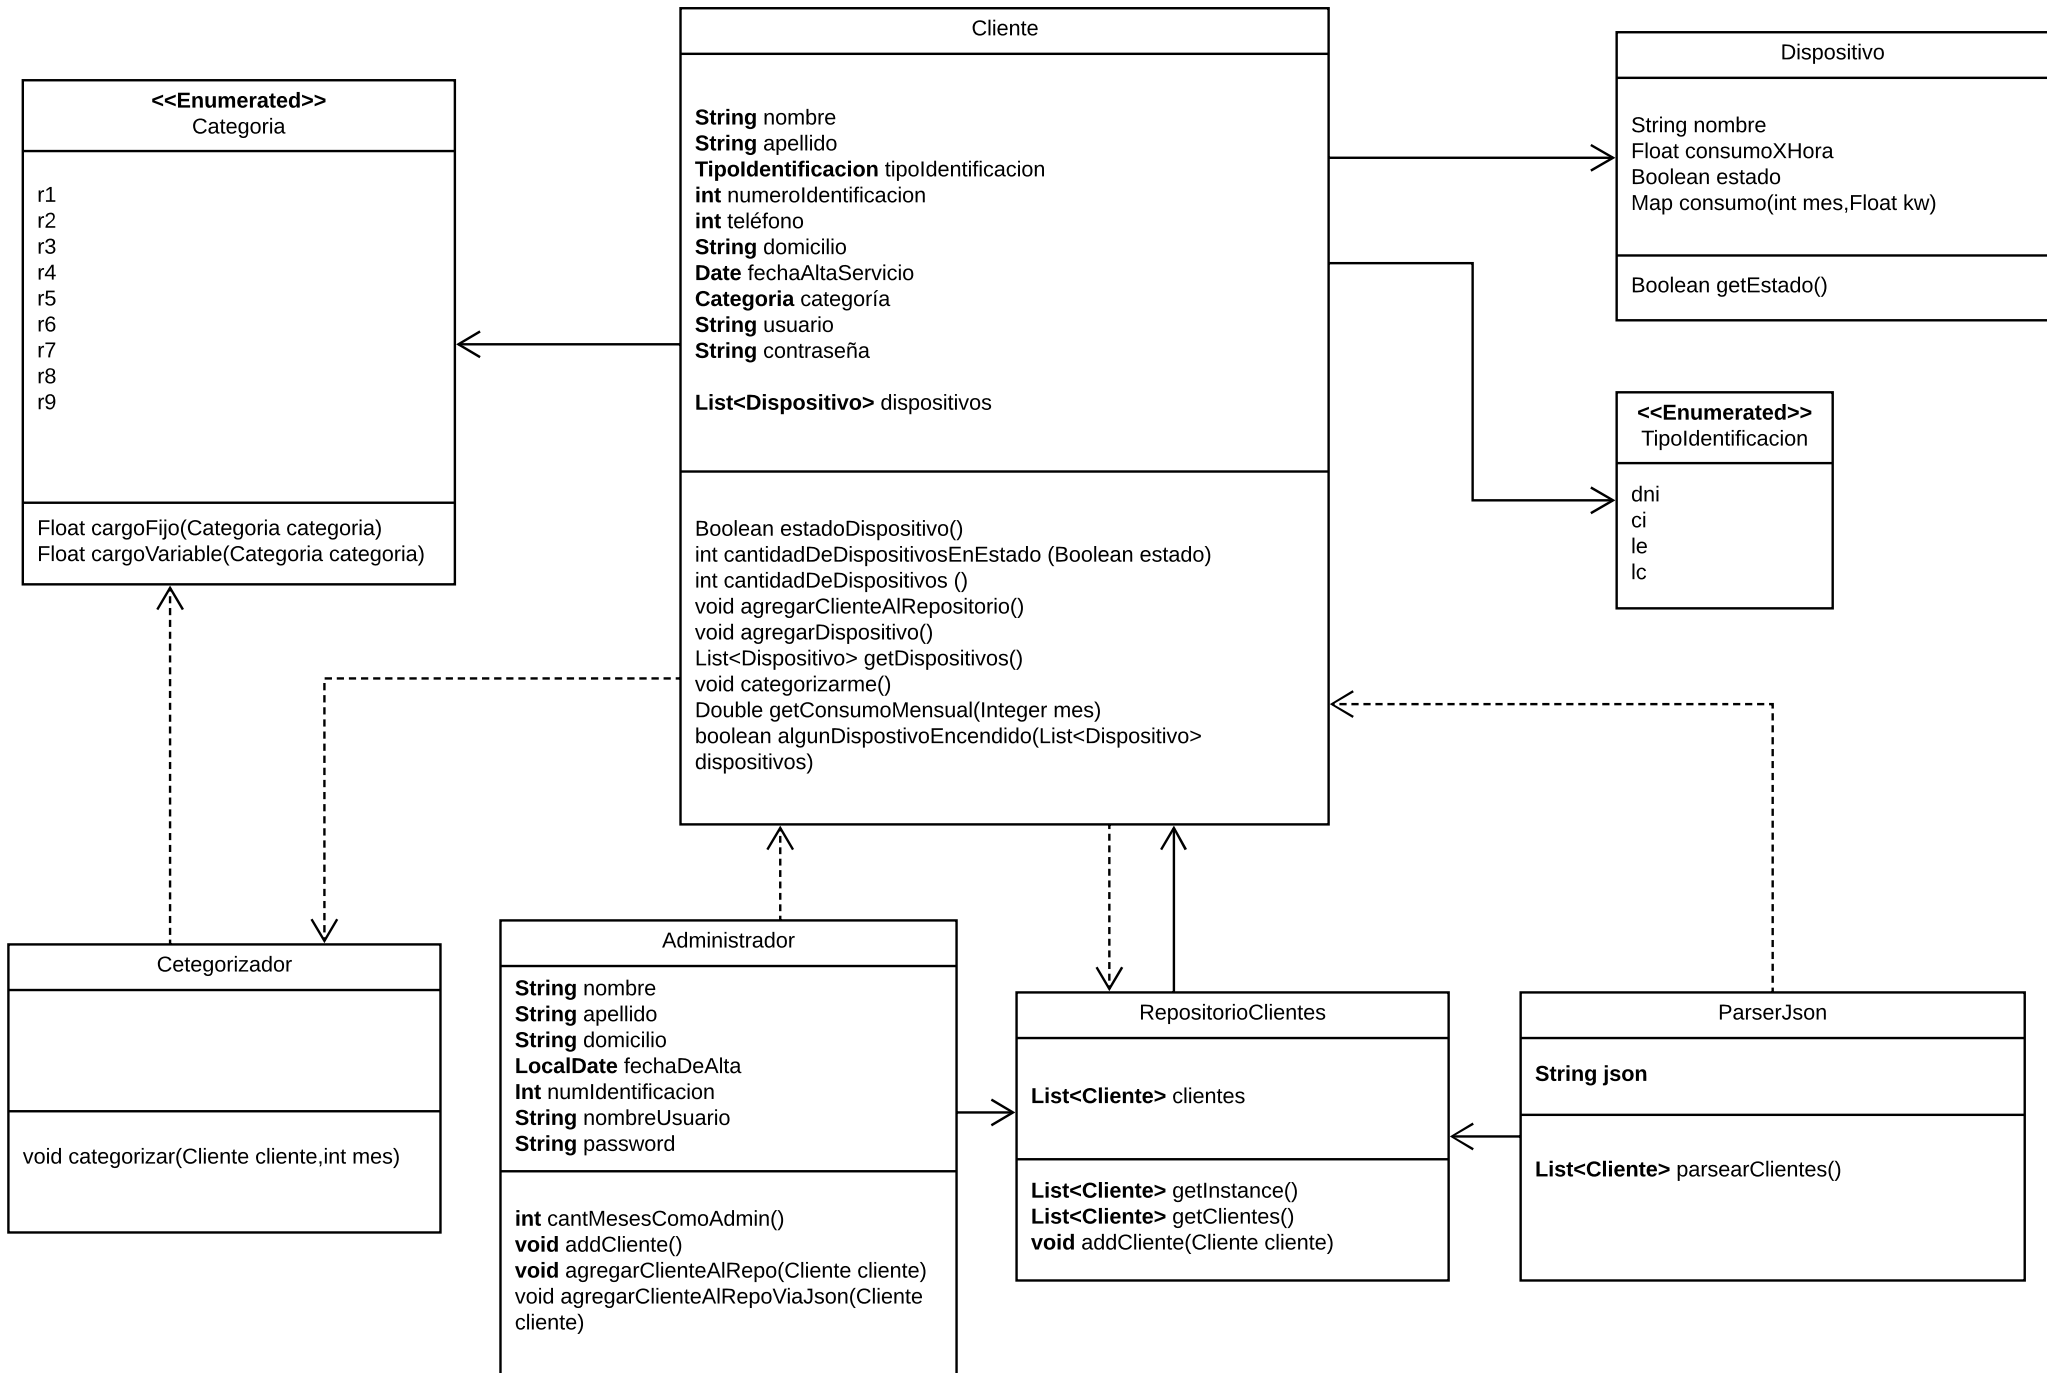 Cliente
String nombre
String apellido
TipoIdentificacion tipoIdentificacion
int numeroIdentificacion
int teléfono
String domicilio
Date fechaAltaServicio
Categoria categoría
String usuario
String contraseña
List<Dispositivo> dispositivos
Boolean estadoDispositivo()
int cantidadDeDispositivosEnEstado (Boolean estado)
int cantidadDeDispositivos ()
void agregarClienteAlRepositorio()
void agregarDispositivo()
List<Dispositivo> getDispositivos()
void categorizarme()
Double getConsumoMensual(Integer mes)
boolean algunDispostivoEncendido(List<Dispositivo>
dispositivos)
Dispositivo
String nombre
Float consumoXHora
Boolean estado
Map consumo(int mes,Float kw)
Boolean getEstado()
<<Enumerated>>
Categoria
r1
r2
r3
r4
r5
r6
r7
r8
r9
Float cargoFijo(Categoria categoria)
Float cargoVariable(Categoria categoria)
<<Enumerated>>
TipoIdentificacion
dni
ci
le
lc
Cetegorizador
void categorizar(Cliente cliente,int mes)
Administrador
String nombre
String apellido
String domicilio
LocalDate fechaDeAlta
Int numIdentificacion
String nombreUsuario
String password
int cantMesesComoAdmin()
void addCliente()
void agregarClienteAlRepo(Cliente cliente)
void agregarClienteAlRepoViaJson(Cliente
cliente)
RepositorioClientes
List<Cliente> clientes
List<Cliente> getInstance()
List<Cliente> getClientes()
void addCliente(Cliente cliente)
ParserJson
String json
List<Cliente> parsearClientes()